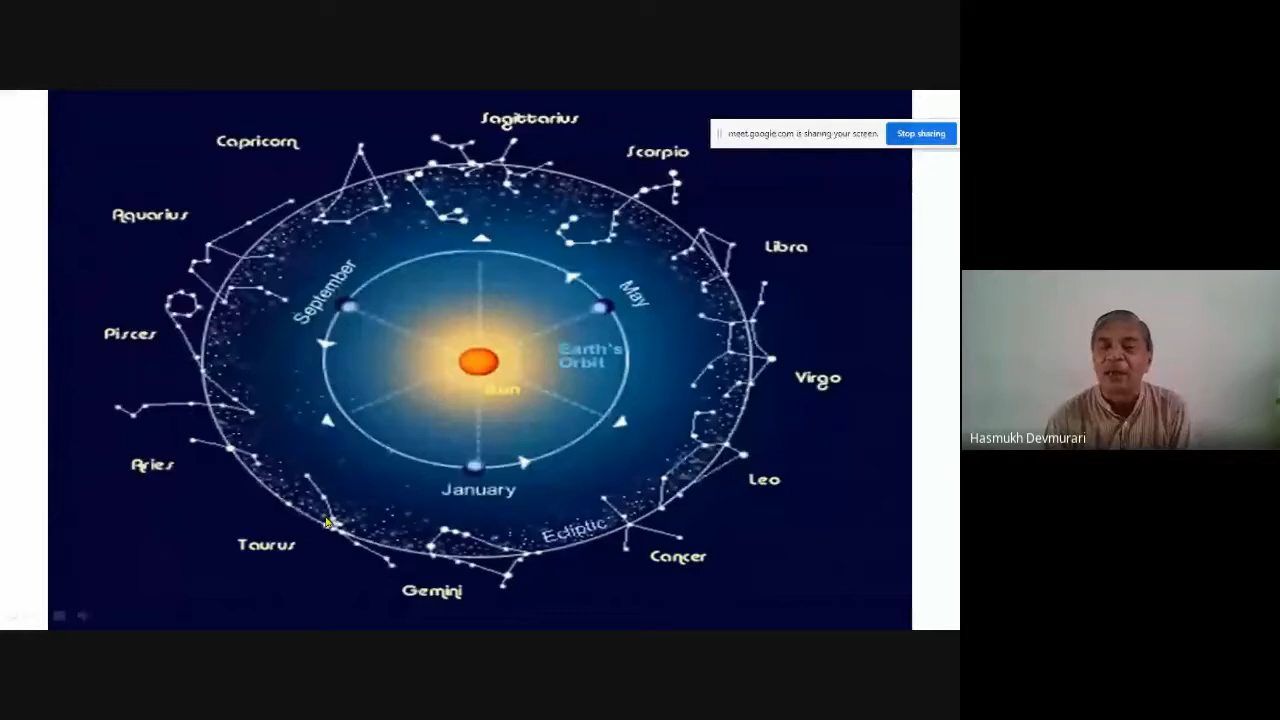 Sagittarius
Capricorn
Scorpio
meet.google.com is sharing your screen.
Stop sharing
Aquarius
Libra
September
May
Pisces
Earth's
Orbit
Sun
Virgo
Hasmukh Devmurari
Aries
Leo
January
Ecliptic
Taurus
Cancer
Gemini